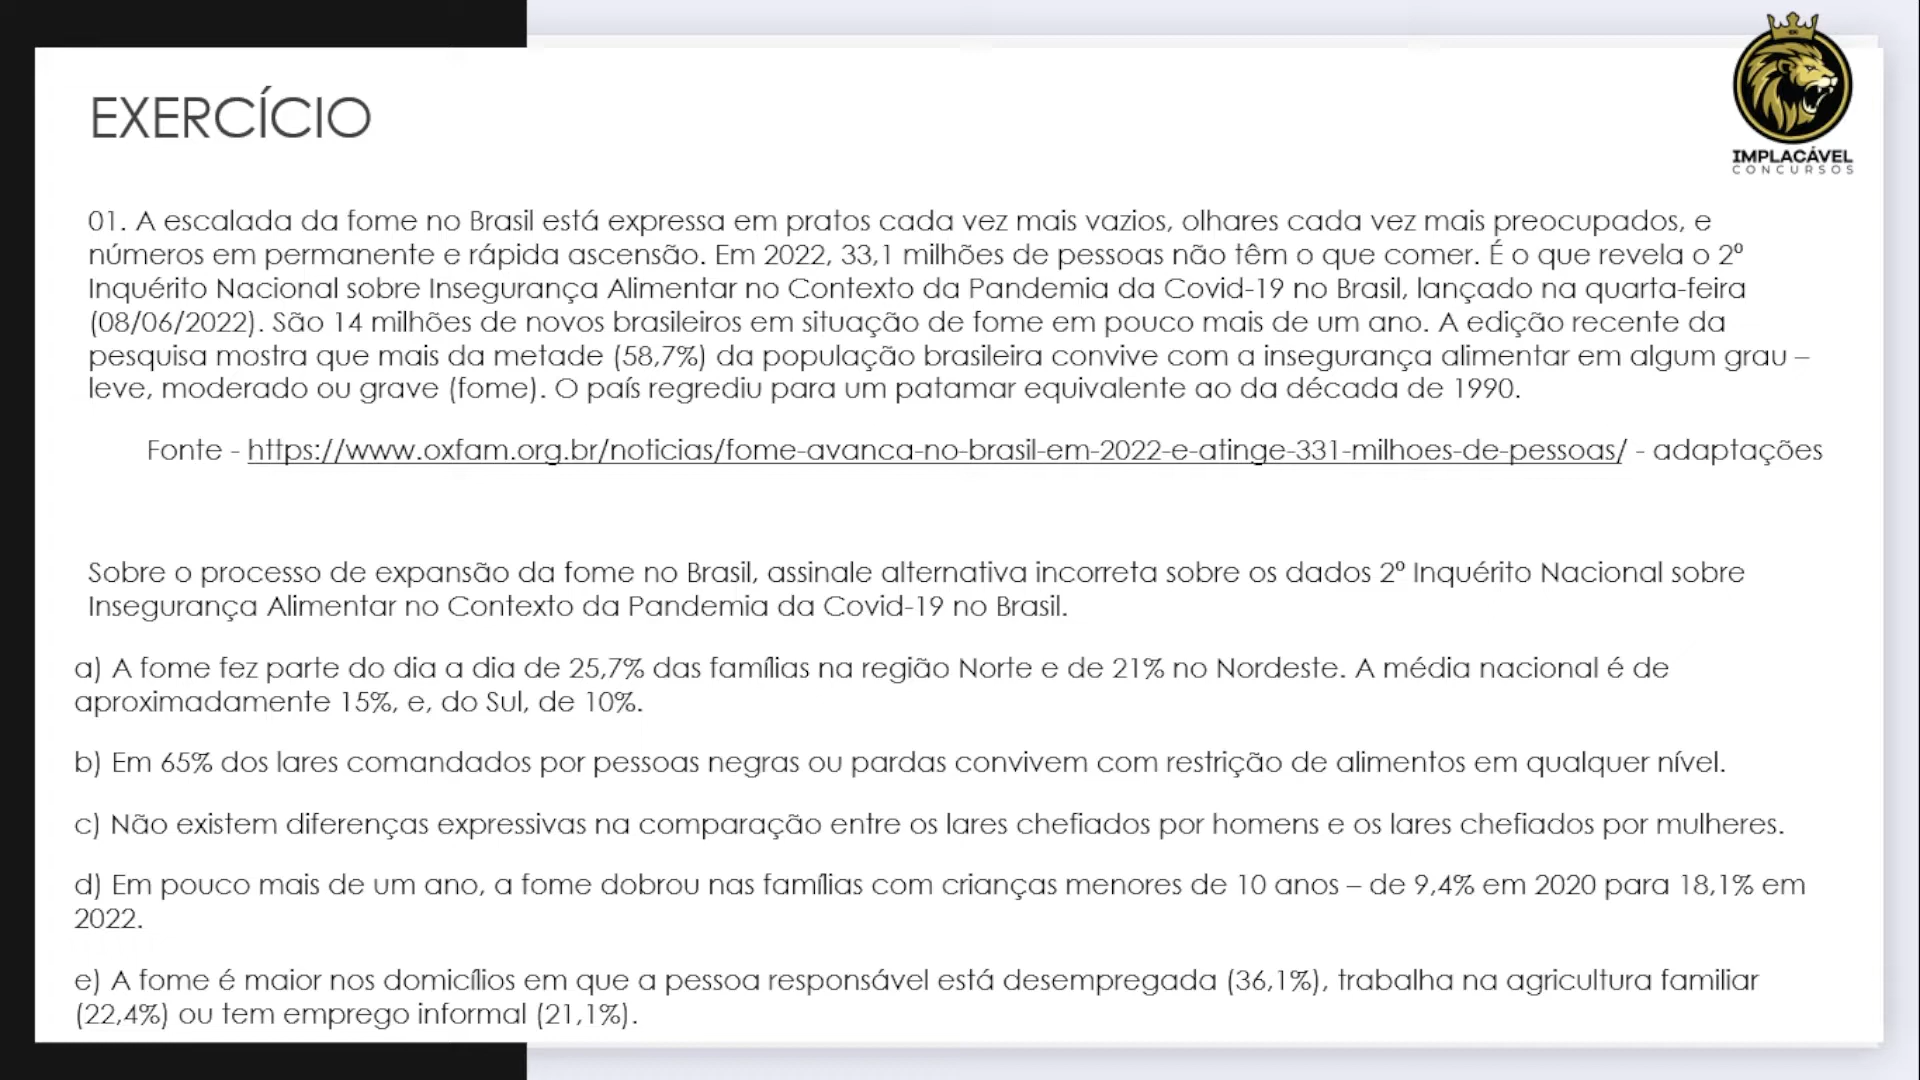 IMPLACÁVEL
CONCURSOS
EXERCÍCIO
01. A escalada da fome no Brasil está expressa em pratos cada vez mais vazios, olhares cada vez mais preocupados, e
números em permanente e rápida ascensão. Em 2022, 33,1 milhões de pessoas não têm o que comer. É o que revela o 2º
Inquérito Nacional sobre Insegurança Alimentar no Contexto da Pandemia da Covid-19 no Brasil, lançado na quarta-feira
(08/06/2022). São 14 milhões de novos brasileiros em situação de fome em pouco mais de um ano. A edição recente da
pesquisa mostra que mais da metade (58,7%) da população brasileira convive com a insegurança alimentar em algum grau –
leve, moderado ou grave (fome). O país regrediu para um patamar equivalente ao da década de 1990.
Fonte - https://www.oxfam.org.br/noticias/fome-avanca-no-brasil-em-2022-e-atinge-331-milhoes-de-pessoas/ - adaptações
Sobre o processo de expansão da fome no Brasil, assinale alternativa incorreta sobre os dados 2º Inquérito Nacional sobre
Insegurança Alimentar no Contexto da Pandemia da Covid-19 no Brasil.
a) A fome fez parte do dia a dia de 25,7% das famílias na região Norte e de 21% no Nordeste. A média nacional é de
aproximadamente 15%, e, do Sul, de 10%.
b) Em 65% dos lares comandados por pessoas negras ou pardas convivem com restrição de alimentos em qualquer nível.
c) Não existem diferenças expressivas na comparação entre os lares chefiados por homens e os lares chefiados por mulheres.
d) Em pouco mais de um ano, a fome dobrou nas famílias com crianças menores de 10 anos – de 9,4% em 2020 para 18,1% em
2022.
e) A fome é maior nos domicílios em que a pessoa responsável está desempregada (36,1%), trabalha na agricultura familiar
(22,4%) ou tem emprego informal (21,1%).